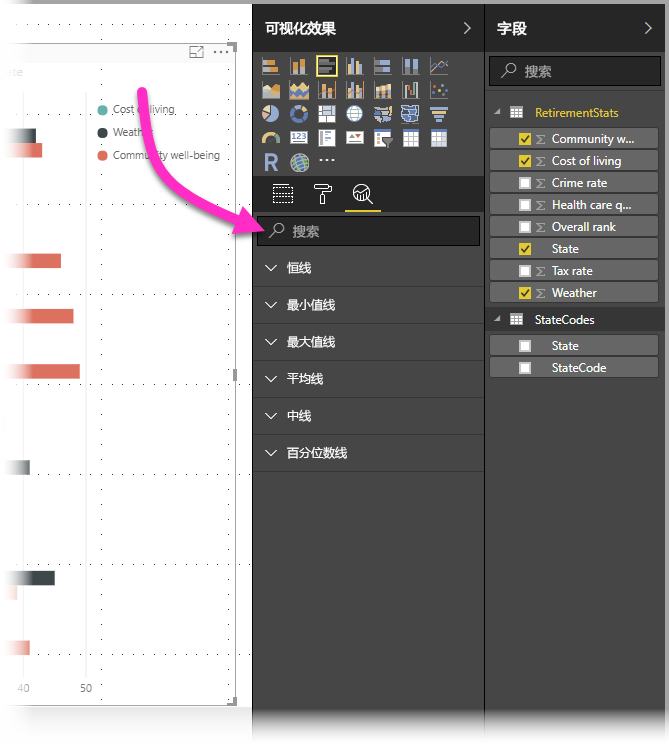 Cost of living
Weather
Community well-being
40
50
可视化效果
123
R
搜索
恒线
最小值线
最大值线
平均线
中线
百分位数线
字段
搜索
RetirementStats
Community w...
Cost of living
Crime rate
Health care q...
Overall rank
State
Tax rate
Weather
StateCodes
State
StateCode